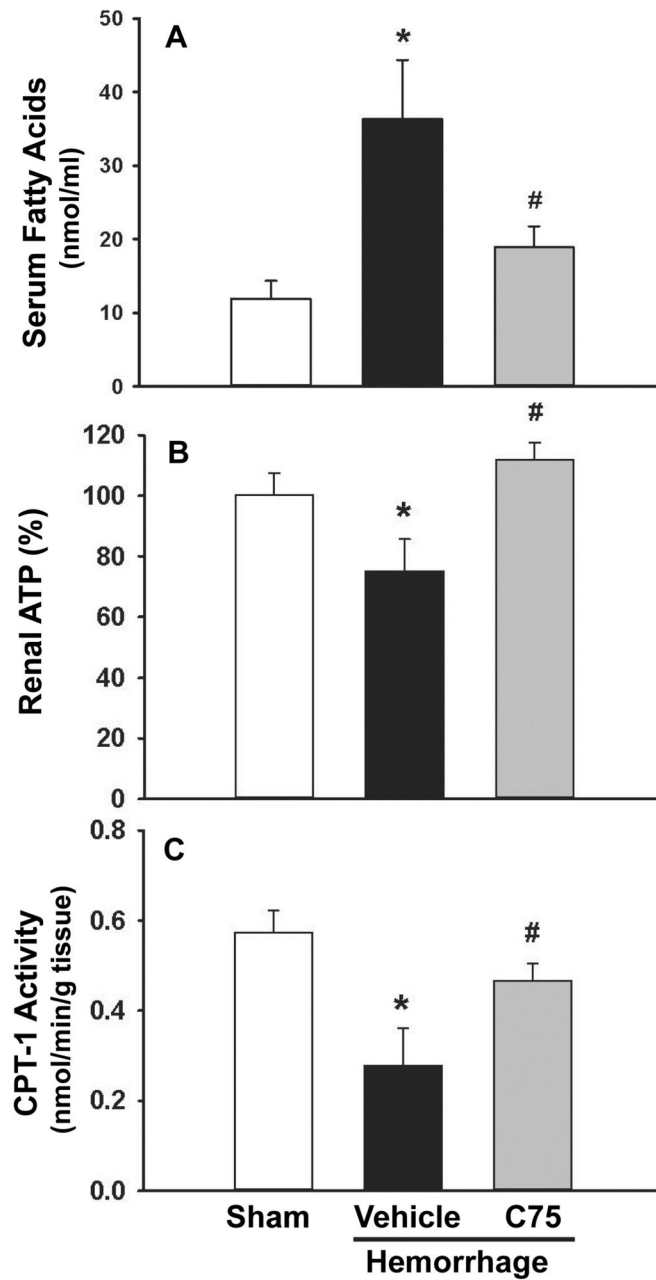 A
Serum Fatty Acids
(nmol/ml)
50
40
30
20
10
0
*
#
B
Renal ATP (%)
120
100
80
60
40
20
0
*
#
C
CPT-1 Activity
(nmol/min/g tissue)
0.8
0.6
0.4
0.2
0.0
*
#
Sham Vehicle C75
Hemorrhage